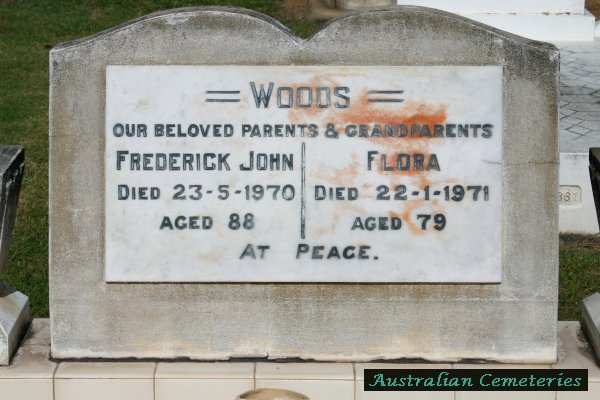 = WOODS =
OUR BELOVED PARENTS & GRANDPARENTS
FREDERICK JOHN
DIED 23-5-1970
AGED 88
FLORA
DIED 22-1-1971
AGED 79
AT PEACE.
Australian Cemeteries